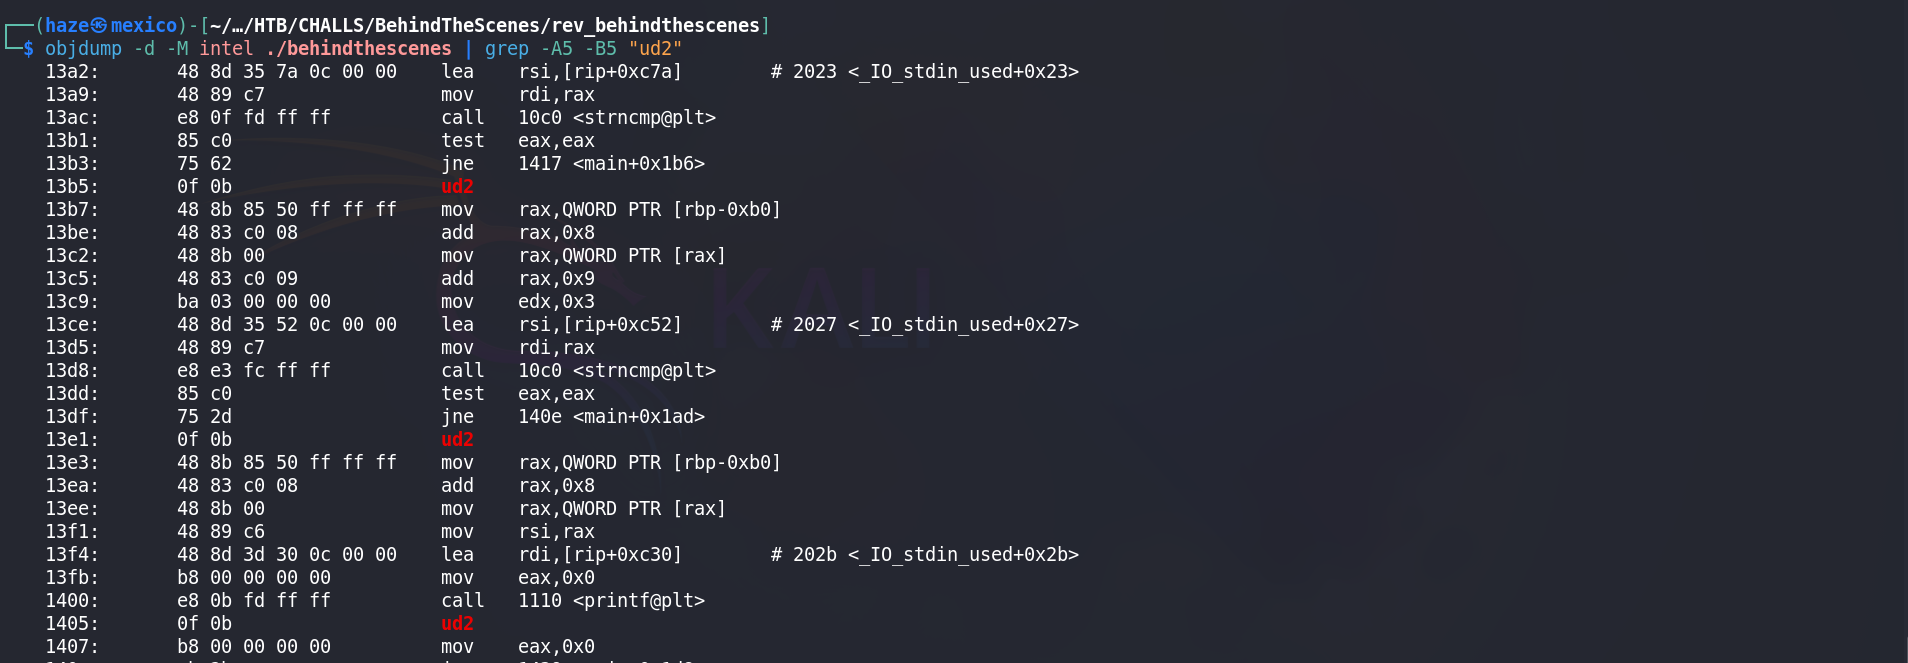 ┌──(haze㉿mexico)-[~/…/HTB/CHALLS/BehindTheScenes/rev_behindthescenes]
└─$ objdump -d -M intel ./behindthescenes | grep -A5 -B5 "ud2"
13a2: 48 8d 35 7a 0c 00 00 lea rsi,[rip+0xc7a] # 2023 <_IO_stdin_used+0x23>
13a9: 48 89 c7 mov rdi,rax
13ac: e8 0f fd ff ff call 10c0 <strncmp@plt>
13b1: 85 c0 test eax,eax
13b3: 75 62 jne 1417 <main+0x1b6>
13b5: 0f 0b ud2
13b7: 48 8b 85 50 ff ff ff mov rax,QWORD PTR [rbp-0xb0]
13be: 48 83 c0 08 add rax,0x8
13c2: 48 8b 00 mov rax,QWORD PTR [rax]
13c5: 48 83 c0 09 add rax,0x9
13c9: ba 03 00 00 00 mov edx,0x3
13ce: 48 8d 35 52 0c 00 00 lea rsi,[rip+0xc52] # 2027 <_IO_stdin_used+0x27>
13d5: 48 89 c7 mov rdi,rax
13d8: e8 e3 fc ff ff call 10c0 <strncmp@plt>
13dd: 85 c0 test eax,eax
13df: 75 2d jne 140e <main+0x1ad>
13e1: 0f 0b ud2
13e3: 48 8b 85 50 ff ff ff mov rax,QWORD PTR [rbp-0xb0]
13ea: 48 83 c0 08 add rax,0x8
13ee: 48 8b 00 mov rax,QWORD PTR [rax]
13f1: 48 89 c6 mov rsi,rax
13f4: 48 8d 3d 30 0c 00 00 lea rdi,[rip+0xc30] # 202b <_IO_stdin_used+0x2b>
13fb: b8 00 00 00 00 mov eax,0x0
1400: e8 0b fd ff ff call 1110 <printf@plt>
1405: 0f 0b ud2
1407: b8 00 00 00 00 mov eax,0x0
KALI